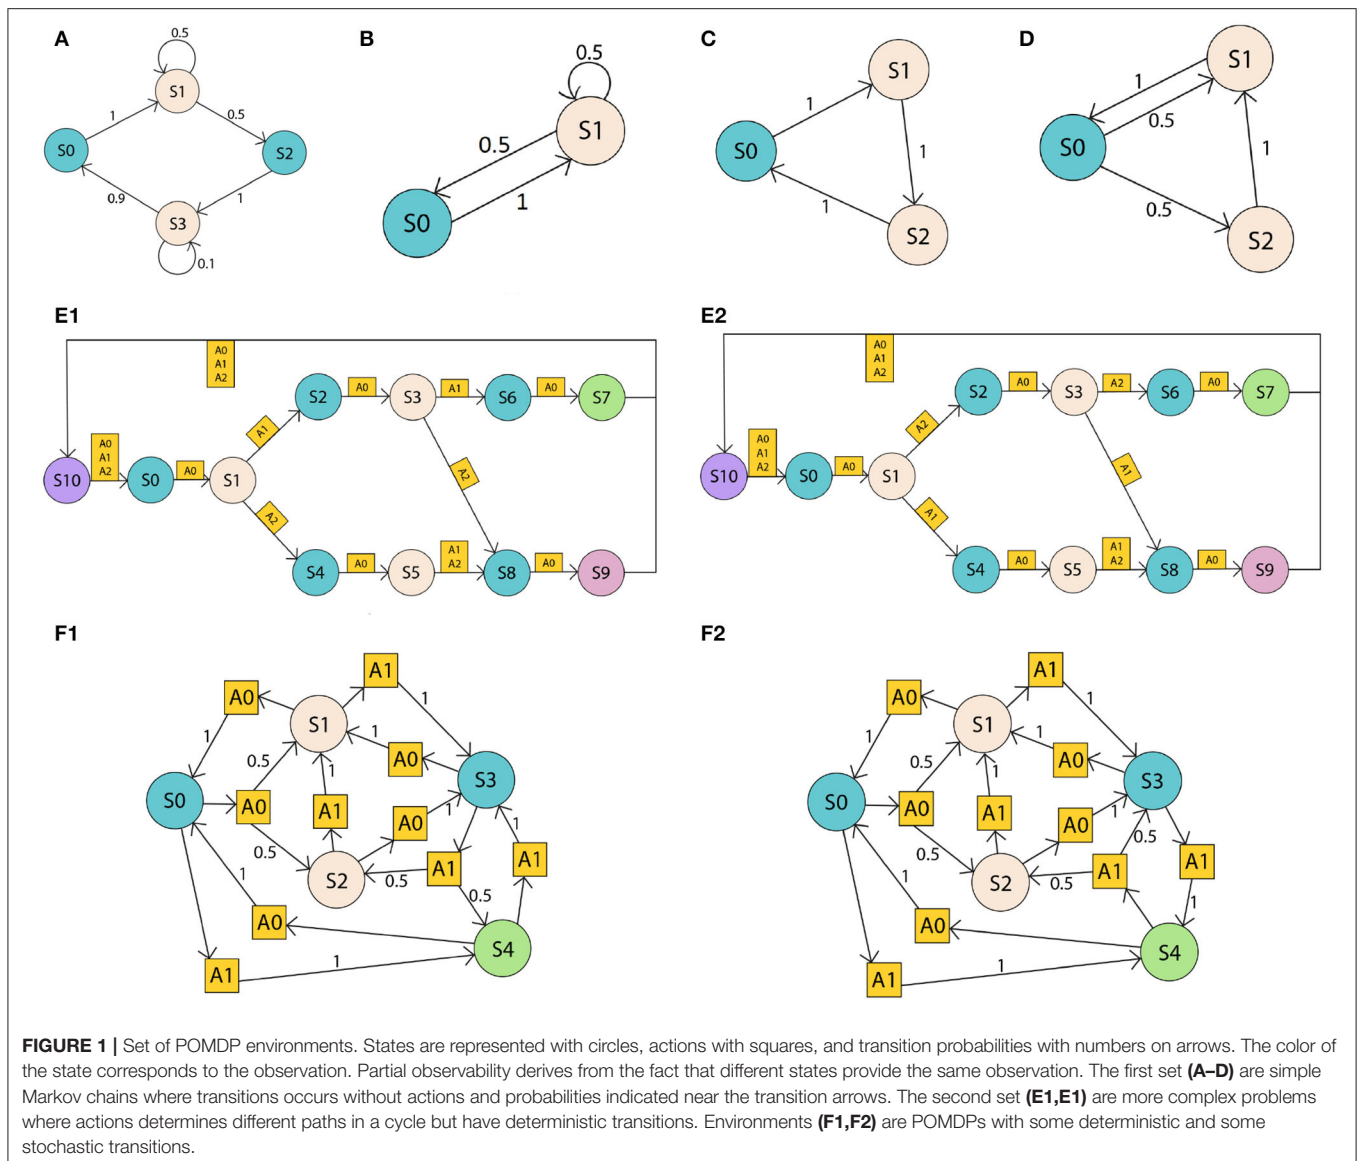 A
0.5
S1
1
0.5
S0
S2
0.9
1
S3
0.1
B
0.5
S1
0.5
1
S0
C
S1
1
S0
1
1
S2
D
S1
1
0.5
S0
1
0.5
S2
E1
A0
A1
A2
S2
A0
S3
A1
S6
A0
S7
A1
A0
A1
A2
S10
S0
A0
S1
A2
A2
S4
A0
S5
A1
A2
S8
A0
S9
E2
A0
A1
A2
S2
A0
S3
A2
S6
A0
S7
A2
A0
A1
A2
S10
S0
A0
S1
A1
A1
S4
A0
S5
A1
A2
S8
A0
S9
F1
A1
A0
1
S1
1
1
A0
0.5
S3
S0
A0
1
A1
A0
1
1
0.5
S2
0.5
A1
A1
1
0.5
A0
S4
A1
1
F2
A1
A0
1
S1
1
1
A0
0.5
S3
S0
A0
1
A1
A0
1
0.5
0.5
S2
0.5
A1
A1
1
1
A0
S4
A1
1
FIGURE 1 | Set of POMDP environments. States are represented with circles, actions with squares, and transition probabilities with numbers on arrows. The color of
the state corresponds to the observation. Partial observability derives from the fact that different states provide the same observation. The first set (A–D) are simple
Markov chains where transitions occurs without actions and probabilities indicated near the transition arrows. The second set (E1,E1) are more complex problems
where actions determines different paths in a cycle but have deterministic transitions. Environments (F1,F2) are POMDPs with some deterministic and some
stochastic transitions.